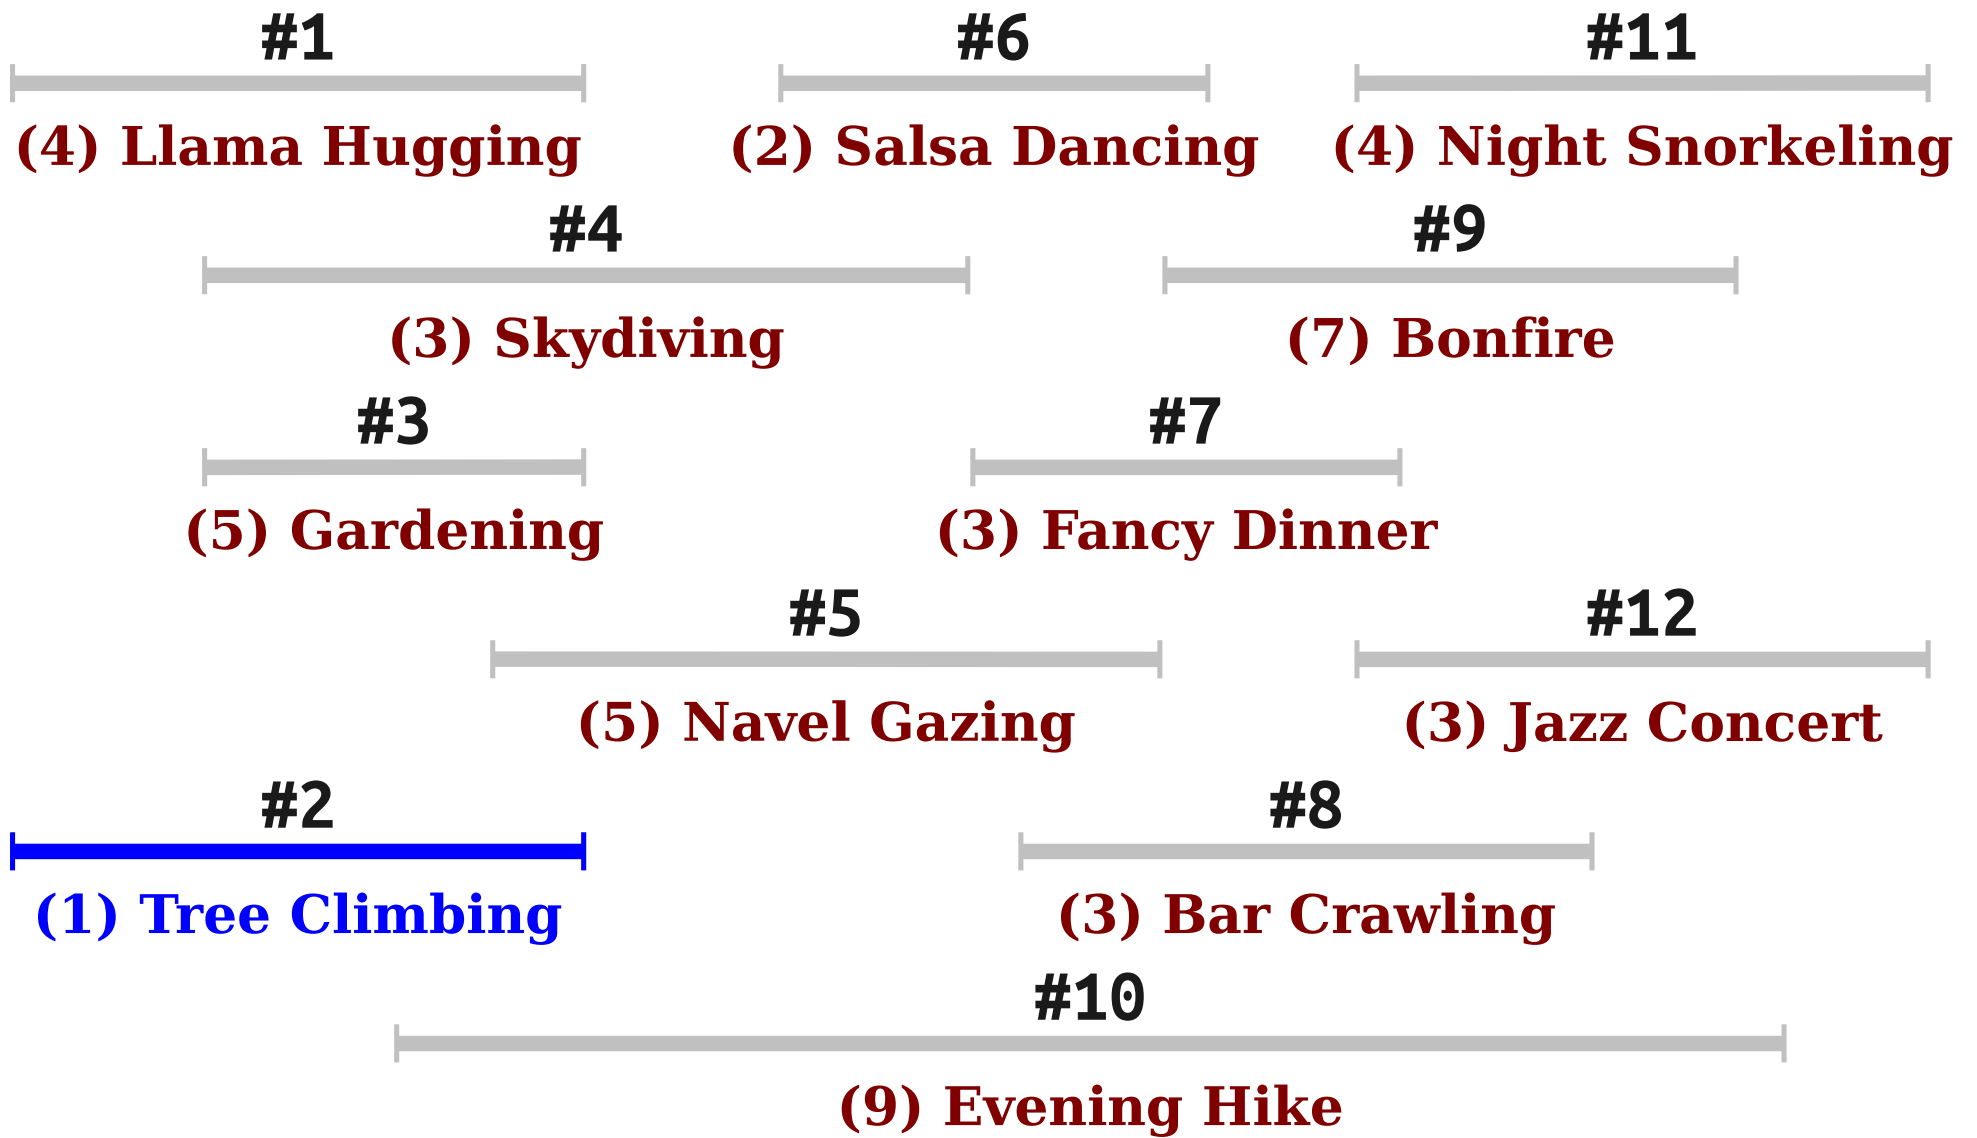 #1 #6 #11
(4) Llama Hugging (2) Salsa Dancing (4) Night Snorkeling
#4 #9
(3) Skydiving (7) Bonfire
#3 #7
(5) Gardening (3) Fancy Dinner
#5 #12
(5) Navel Gazing (3) Jazz Concert
#2 #8
(1) Tree Climbing (3) Bar Crawling
#10
(9) Evening Hike